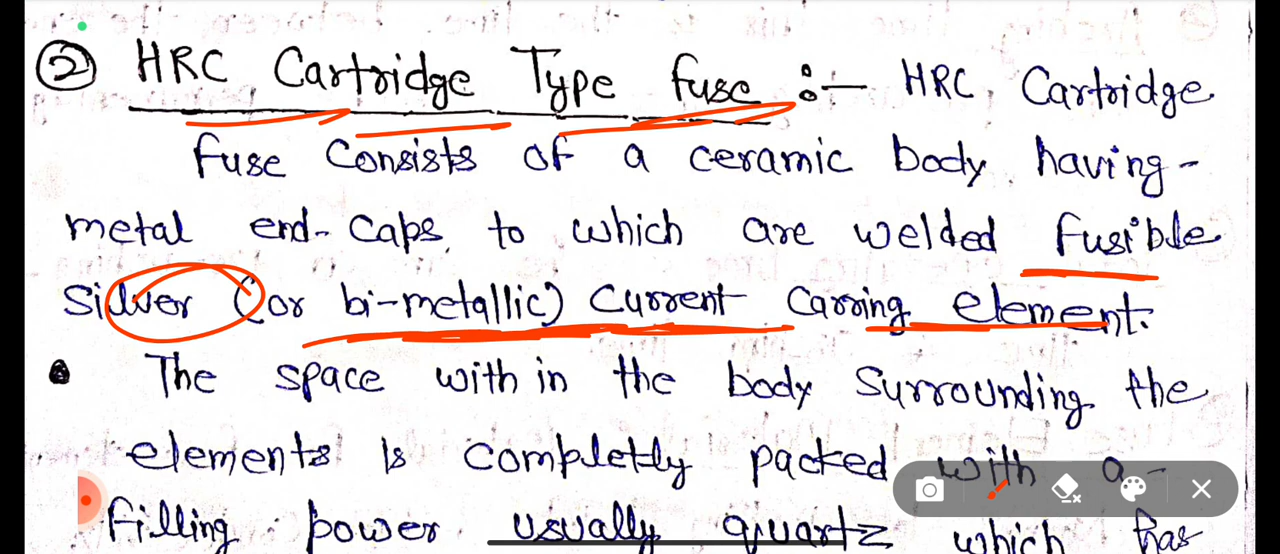 ② HRC Cartridge Type fuse :- HRC Cartridge
fuse Consists of a ceramic body having-
metal end-caps to which are welded fusible
Silver (or bi-metallic) Current Carring element.
• The space with in the body surrounding the
elements is completely packed with a-
filling power usually quartz which has